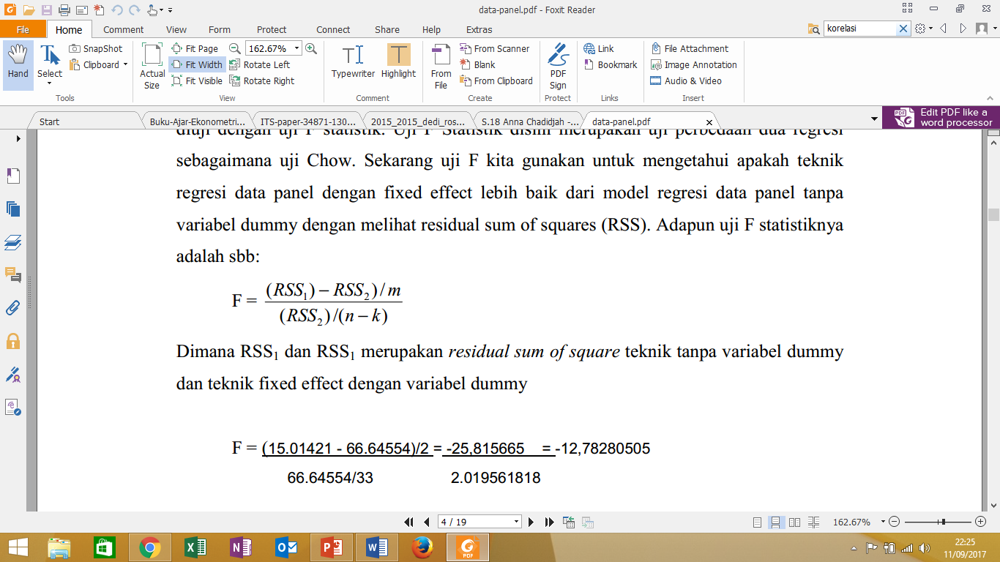 data-panel.pdf - Foxit Reader
File
Home
Comment
View
Form
Protect
Connect
Share
Help
Extras
korelasi
Hand
Select
SnapShot
Clipboard
Tools
Actual
Size
Fit Page
Fit Width
Fit Visible
162.67%
Rotate Left
Rotate Right
View
Typewriter
Highlight
Comment
From
File
From Scanner
Blank
From Clipboard
Create
PDF
Sign
Protect
Link
Bookmark
Links
File Attachment
Image Annotation
Audio & Video
Insert
Start
Buku-Ajar-Ekonometri...
ITS-paper-34871-130...
2015_2015_dedi_ros...
S.18 Anna Chadidjah -...
data-panel.pdf
Edit PDF like a
word processor
diuji dengan uji F statistik. Uji F Statistik disini merupakan uji perbedaan dua regresi
sebagaimana uji Chow. Sekarang uji F kita gunakan untuk mengetahui apakah teknik
regresi data panel dengan fixed effect lebih baik dari model regresi data panel tanpa
variabel dummy dengan melihat residual sum of squares (RSS). Adapun uji F statistiknya
adalah sbb:
F = (RSS₁) − RSS₂) / m
(RSS₂) /(n − k)
Dimana RSS₁ dan RSS₁ merupakan residual sum of square teknik tanpa variabel dummy
dan teknik fixed effect dengan variabel dummy
F = (15.01421 - 66.64554)/2 = -25,815665 = -12,78280505
66.64554/33 2.019561818
4 / 19
162.67%
22:25
11/09/2017